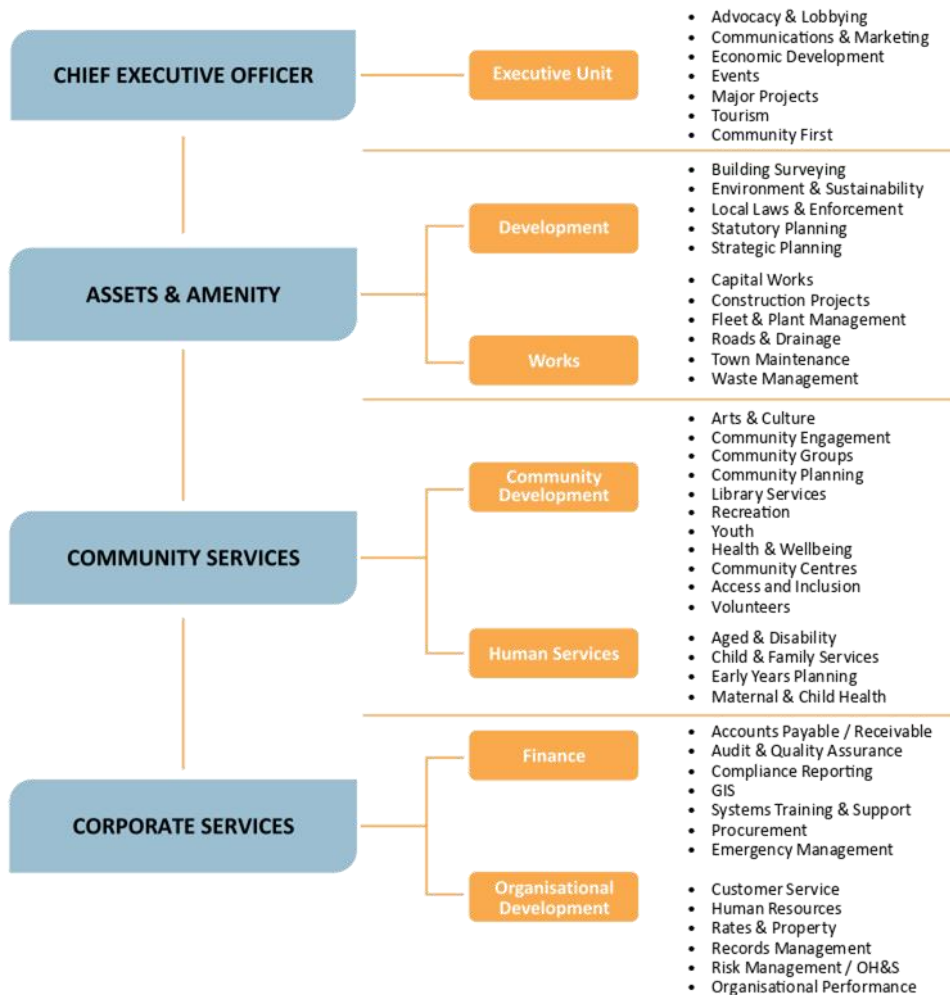 CHIEF EXECUTIVE OFFICER
Executive Unit
• Advocacy & Lobbying
• Communications & Marketing
• Economic Development
• Events
• Major Projects
• Tourism
• Community First
ASSETS & AMENITY
Development
• Building Surveying
• Environment & Sustainability
• Local Laws & Enforcement
• Statutory Planning
• Strategic Planning
Works
• Capital Works
• Construction Projects
• Fleet & Plant Management
• Roads & Drainage
• Town Maintenance
• Waste Management
COMMUNITY SERVICES
Community
Development
• Arts & Culture
• Community Engagement
• Community Groups
• Community Planning
• Library Services
• Recreation
• Youth
• Health & Wellbeing
• Community Centres
• Access and Inclusion
• Volunteers
Human Services
• Aged & Disability
• Child & Family Services
• Early Years Planning
• Maternal & Child Health
CORPORATE SERVICES
Finance
• Accounts Payable / Receivable
• Audit & Quality Assurance
• Compliance Reporting
• GIS
• Systems Training & Support
• Procurement
• Emergency Management
Organisational
Development
• Customer Service
• Human Resources
• Rates & Property
• Records Management
• Risk Management / OH&S
• Organisational Performance